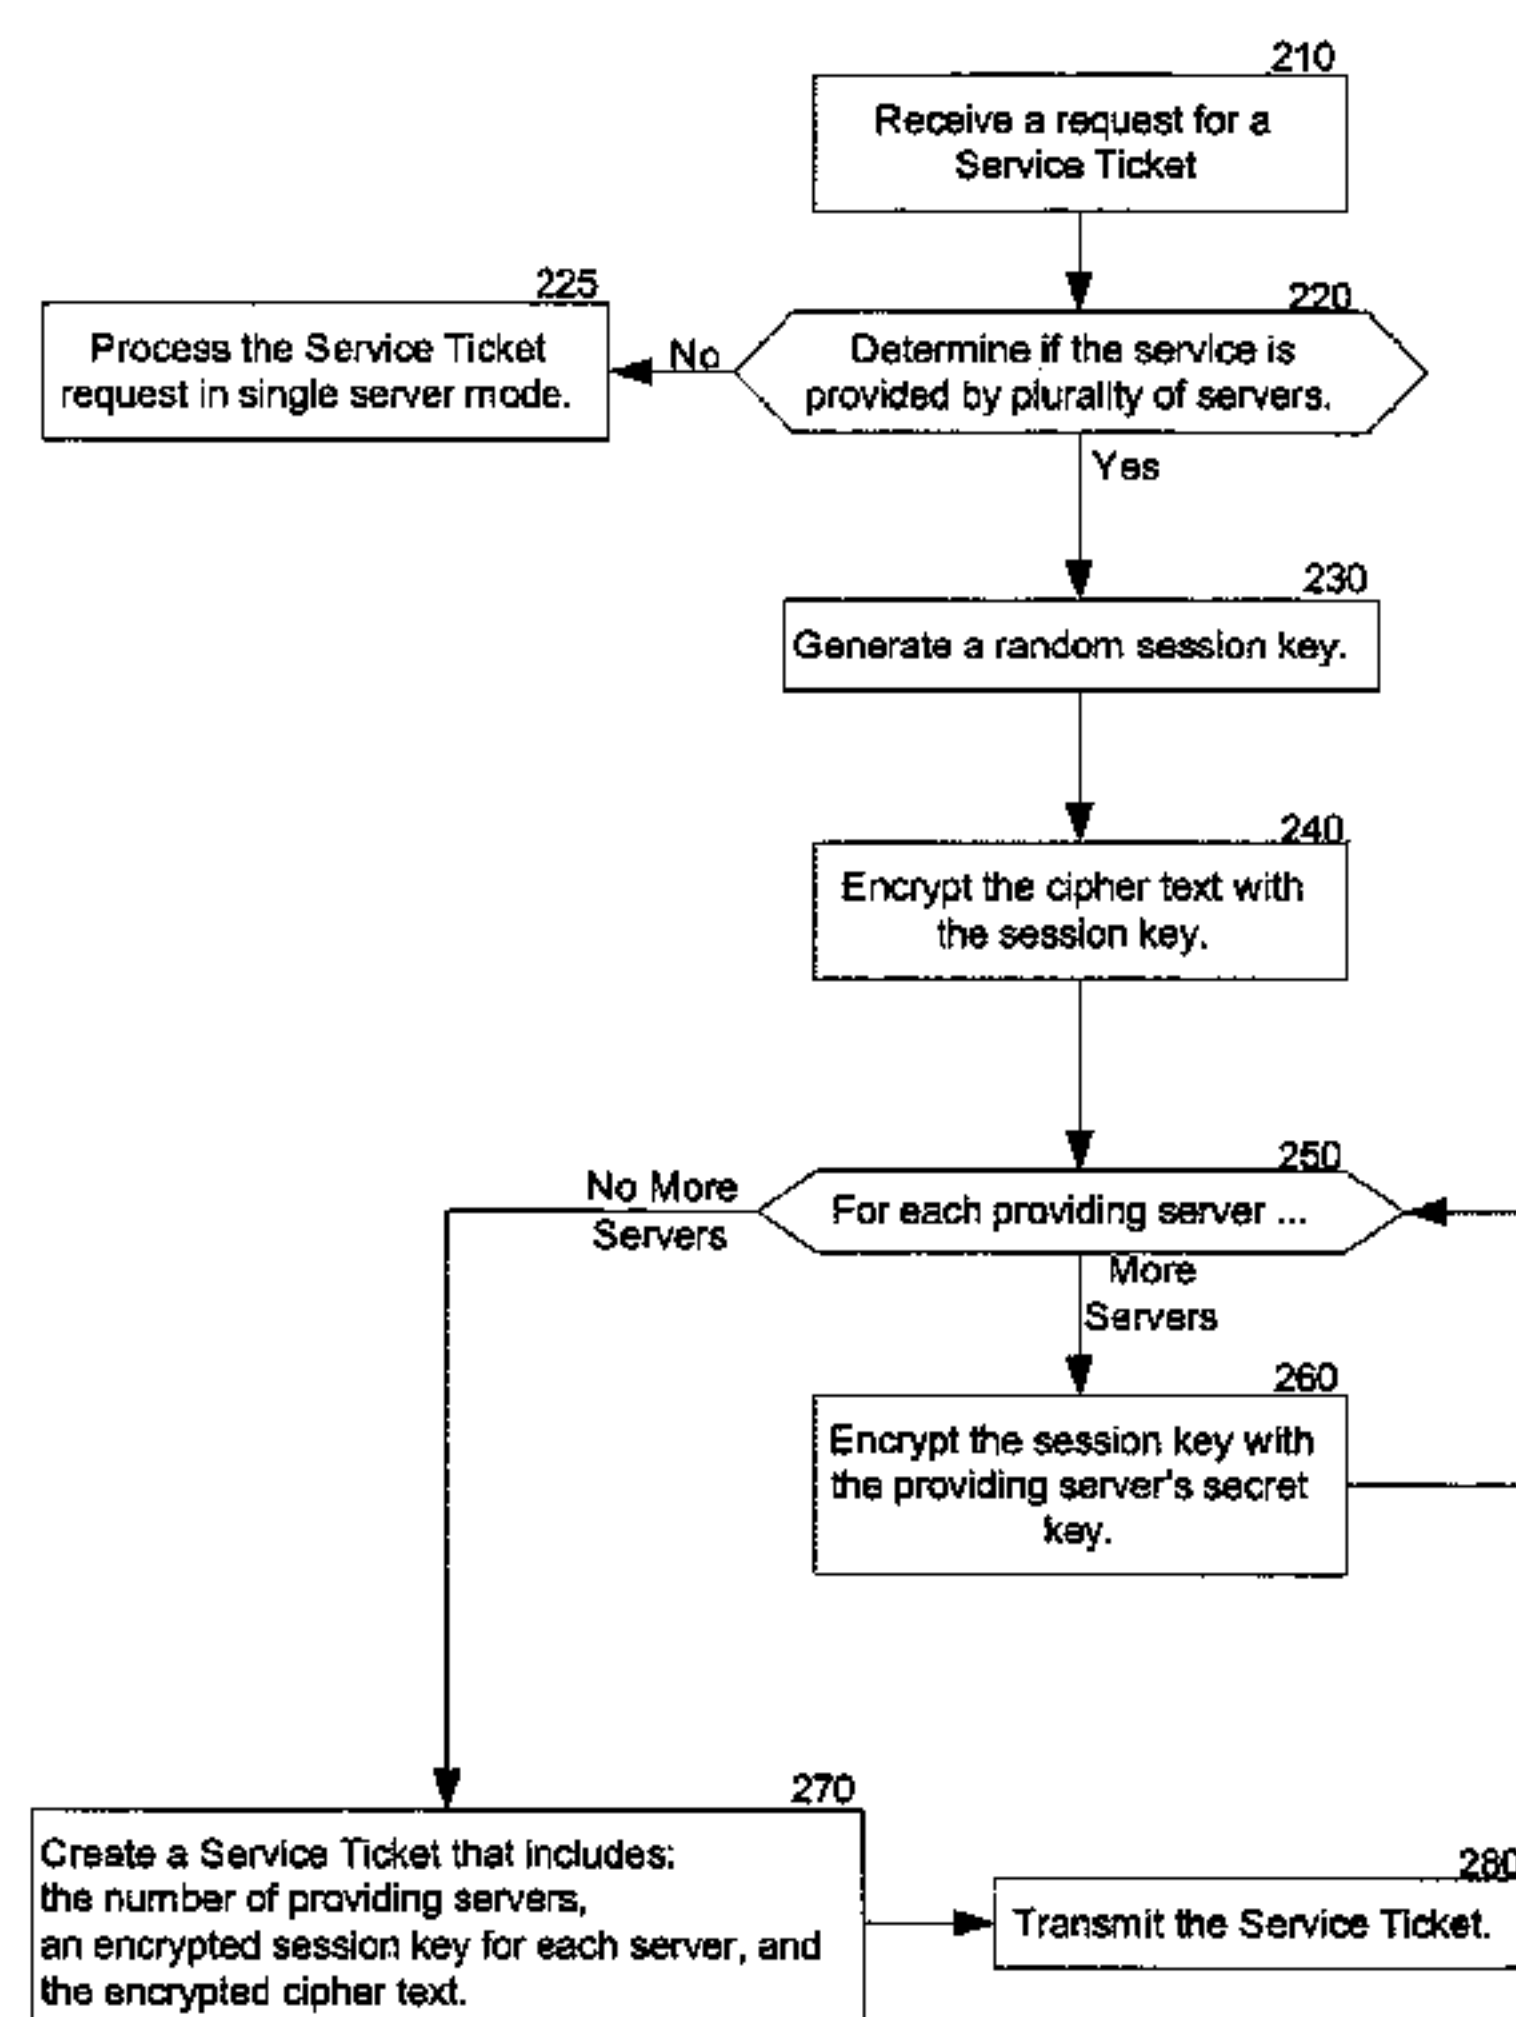 210
Receive a request for a
Service Ticket
225
Process the Service Ticket
request in single server mode.
No
220
Determine if the service is
provided by plurality of servers.
Yes
230
Generate a random session key.
240
Encrypt the cipher text with
the session key.
250
For each providing server ...
No More
Servers
More
Servers
260
Encrypt the session key with
the providing server's secret
key.
270
Create a Service Ticket that includes:
the number of providing servers,
an encrypted session key for each server, and
the encrypted cipher text.
280
Transmit the Service Ticket.